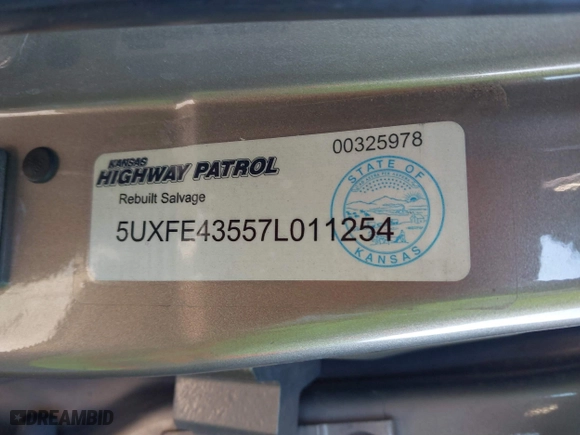 KANSAS
HIGHWAY PATROL
00325978
Rebuilt Salvage
STATE OF
KANSAS
5UXFE43557L011254
DREAMBID